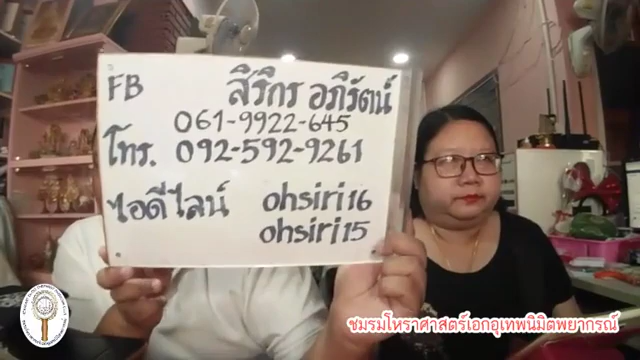 FB สิริกร อภิรัตน์
061-9922-645
โทร. 092-592-9261
ไอดีไลน์ ohsiri16
ohsiri15
ชมรมโหราศาสตร์เอกอุเทพนิมิตพยากรณ์